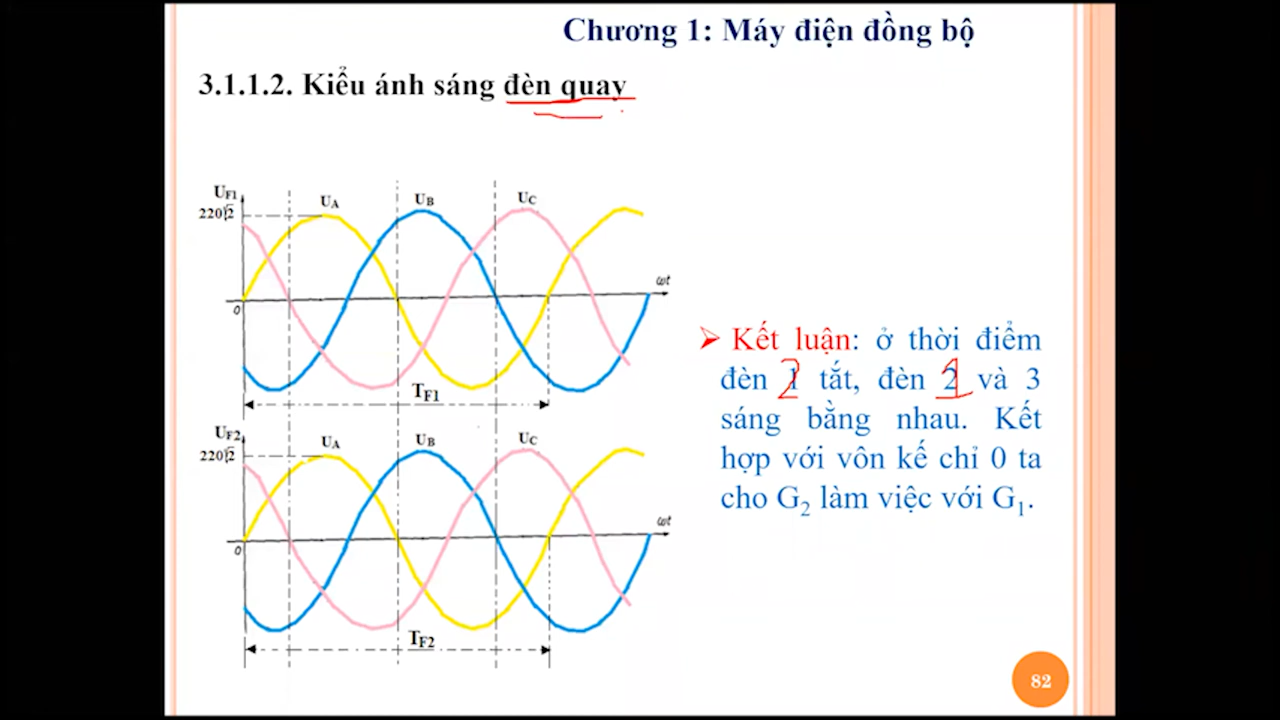 Chương 1: Máy điện đồng bộ
3.1.1.2. Kiểu ánh sáng đèn quay
UF1
220√2
UA
UB
UC
ωt
0
TF1
UF2
220√2
UA
UB
UC
ωt
0
TF2
➢ Kết luận: ở thời điểm
đèn 2 tắt, đèn 1 và 3
sáng bằng nhau. Kết
hợp với vôn kế chỉ 0 ta
cho G2 làm việc với G1.
82